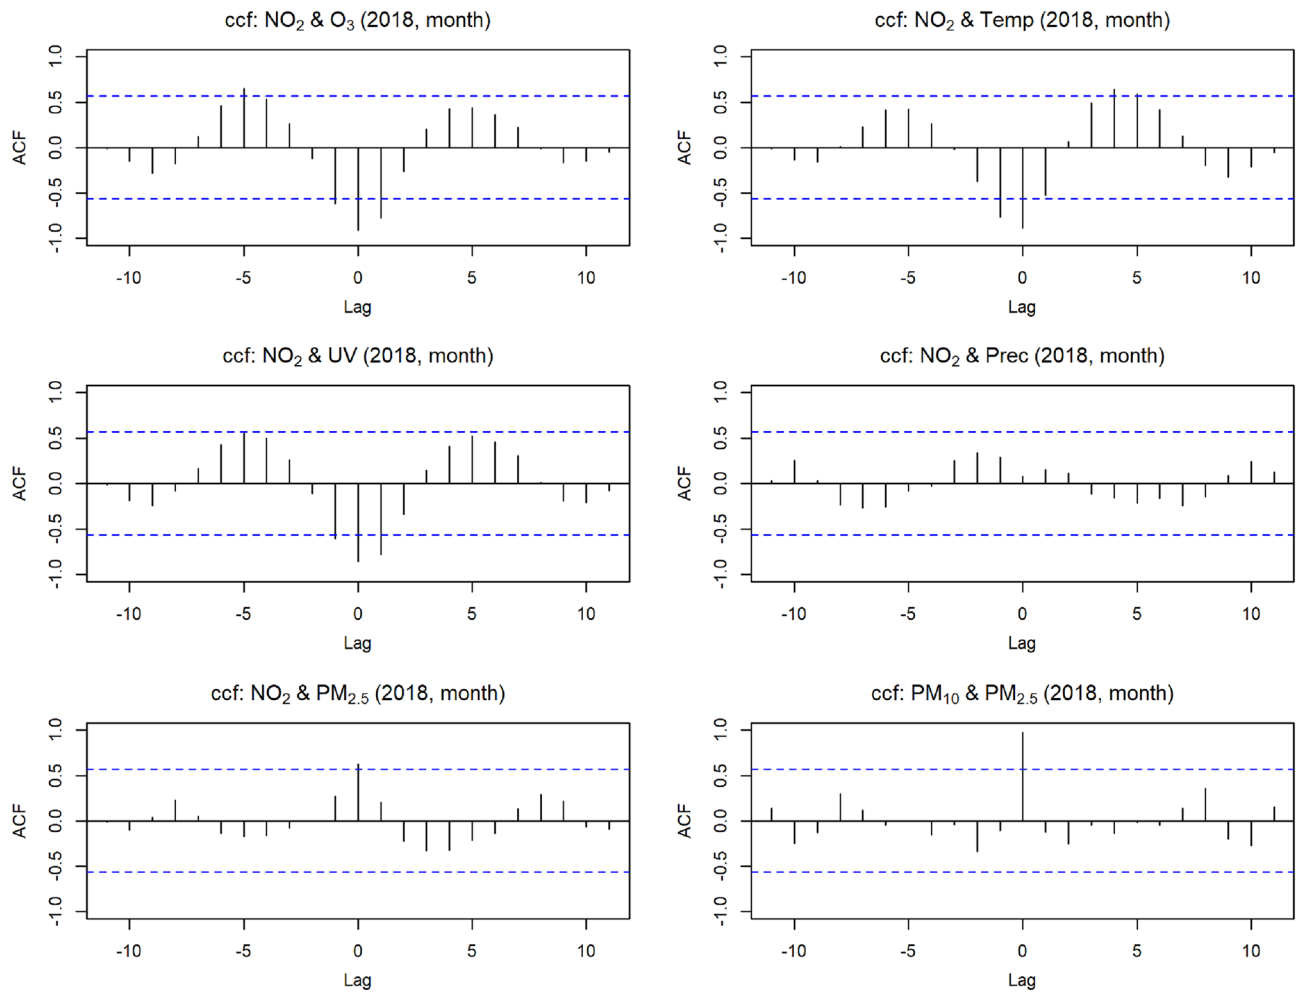 ccf: NO₂ & O₃ (2018, month)
1.0
0.5
0.0
-0.5
-1.0
ACF
-10 -5 0 5 10
Lag
ccf: NO₂ & Temp (2018, month)
1.0
0.5
0.0
-0.5
-1.0
ACF
-10 -5 0 5 10
Lag
ccf: NO₂ & UV (2018, month)
1.0
0.5
0.0
-0.5
-1.0
ACF
-10 -5 0 5 10
Lag
ccf: NO₂ & Prec (2018, month)
1.0
0.5
0.0
-0.5
-1.0
ACF
-10 -5 0 5 10
Lag
ccf: NO₂ & PM₂.₅ (2018, month)
1.0
0.5
0.0
-0.5
-1.0
ACF
-10 -5 0 5 10
Lag
ccf: PM₁₀ & PM₂.₅ (2018, month)
1.0
0.5
0.0
-0.5
-1.0
ACF
-10 -5 0 5 10
Lag